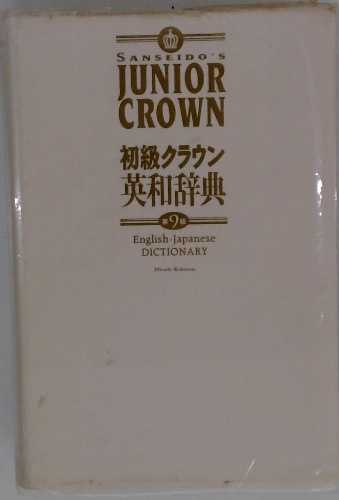 SANSEIDO'S
JUNIOR
CROWN
初級クラウン
英和辞典
第9版
English-Japanese
DICTIONARY
Ninth Edition